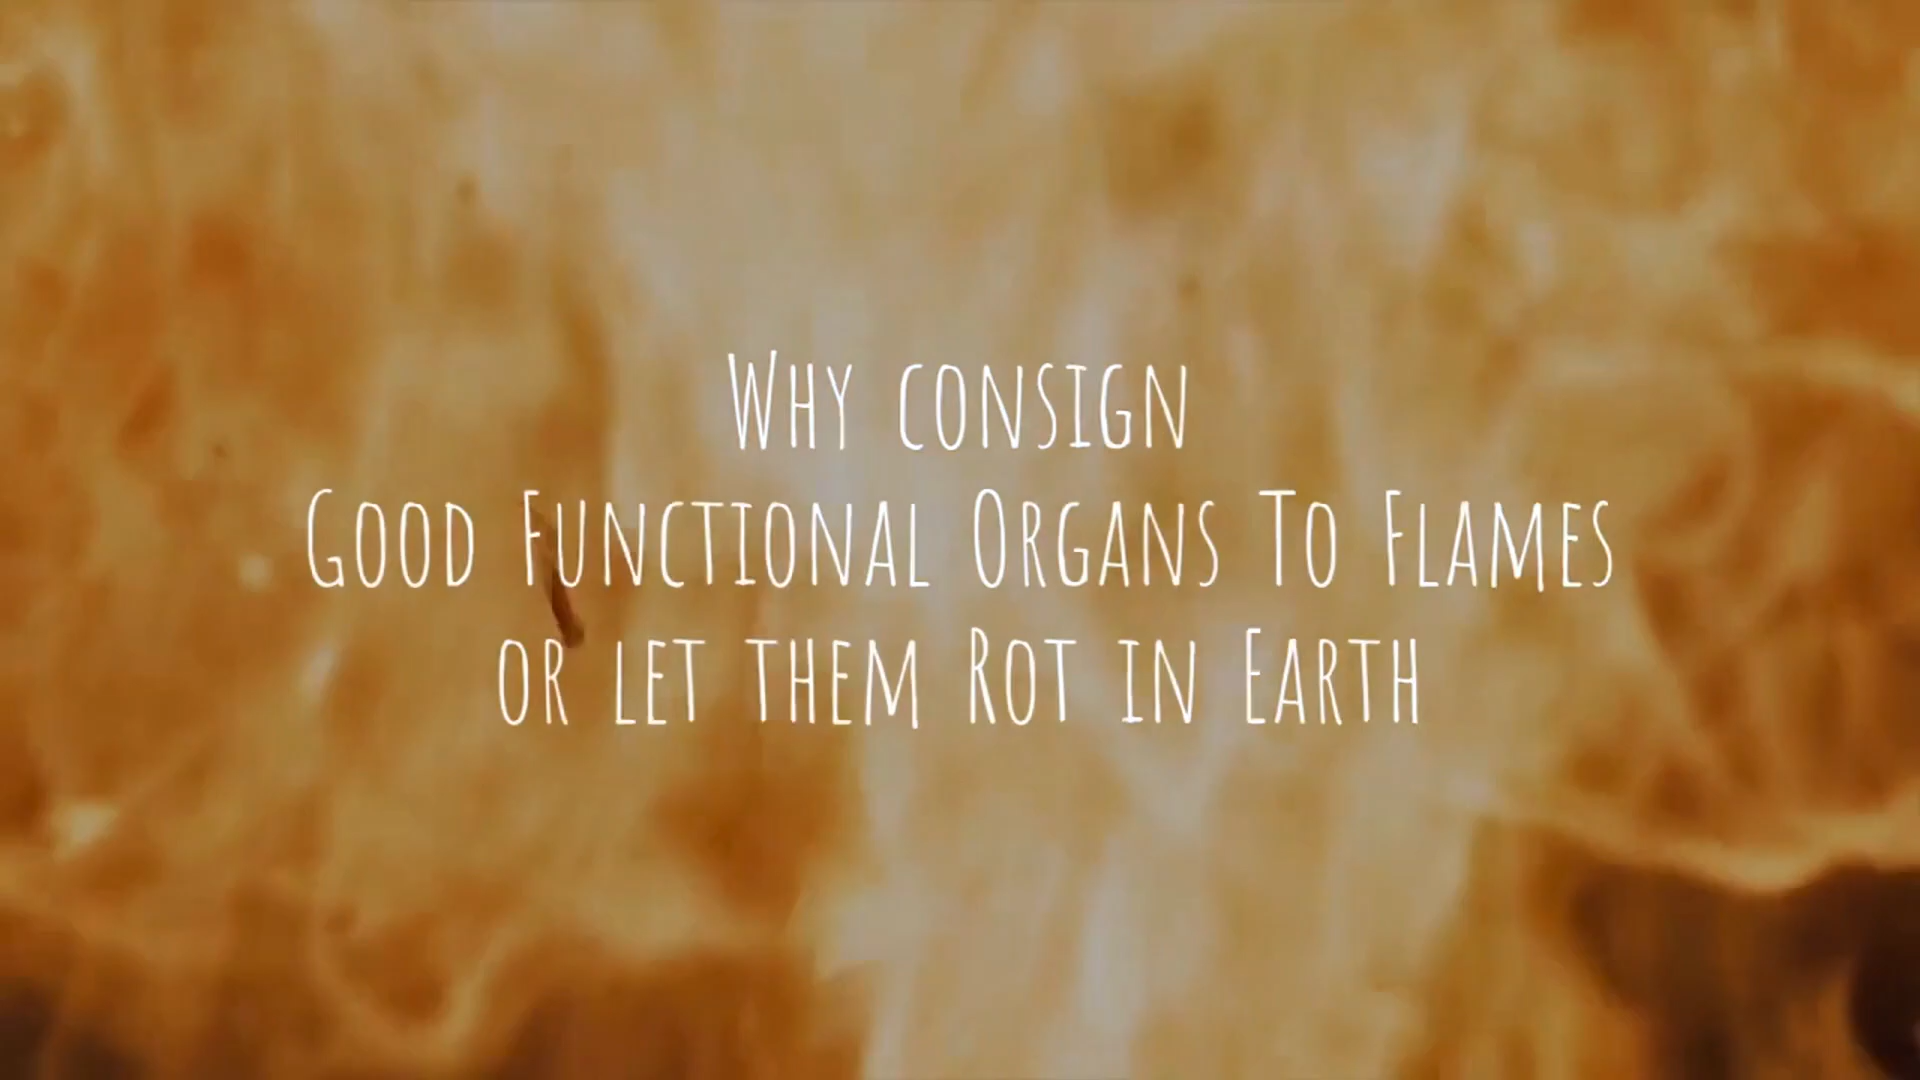 Why consign
Good Functional Organs To Flames
or let them Rot in Earth